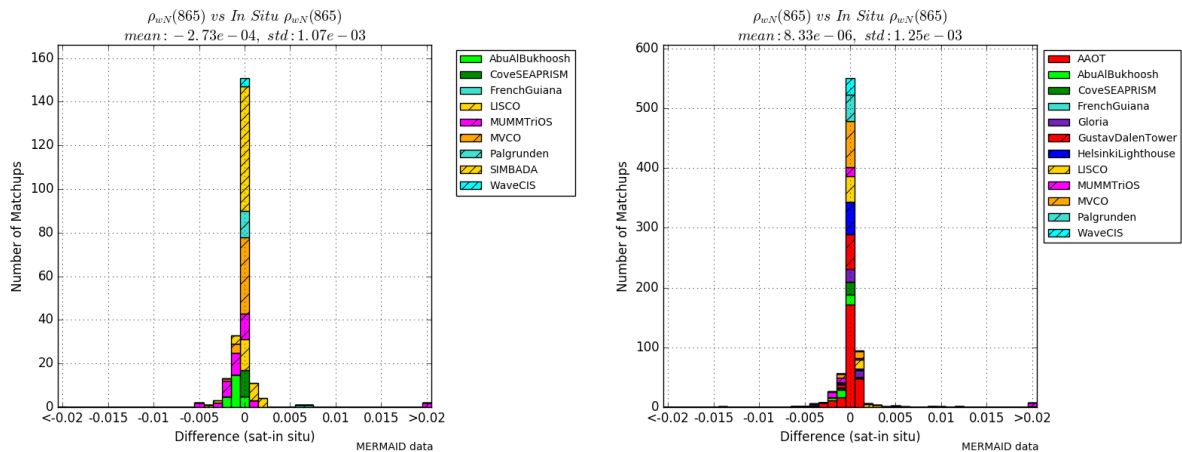 ρwN(865) vs In Situ ρwN(865)
mean: −2.73e − 04, std: 1.07e − 03
Number of Matchups
160
140
120
100
80
60
40
20
0
<-0.02 -0.015 -0.01 -0.005 0 0.005 0.01 0.015 >0.02
Difference (sat-in situ)
MERMAID data
AbuAlBukhoosh
CoveSEAPRISM
FrenchGuiana
LISCO
MUMMTriOS
MVCO
Palgrunden
SIMBADA
WaveCIS
ρwN(865) vs In Situ ρwN(865)
mean: 8.33e − 06, std: 1.25e − 03
Number of Matchups
600
500
400
300
200
100
0
<-0.02 -0.015 -0.01 -0.005 0 0.005 0.01 0.015 >0.02
Difference (sat-in situ)
MERMAID data
AAOT
AbuAlBukhoosh
CoveSEAPRISM
FrenchGuiana
Gloria
GustavDalenTower
HelsinkiLighthouse
LISCO
MUMMTriOS
MVCO
Palgrunden
WaveCIS